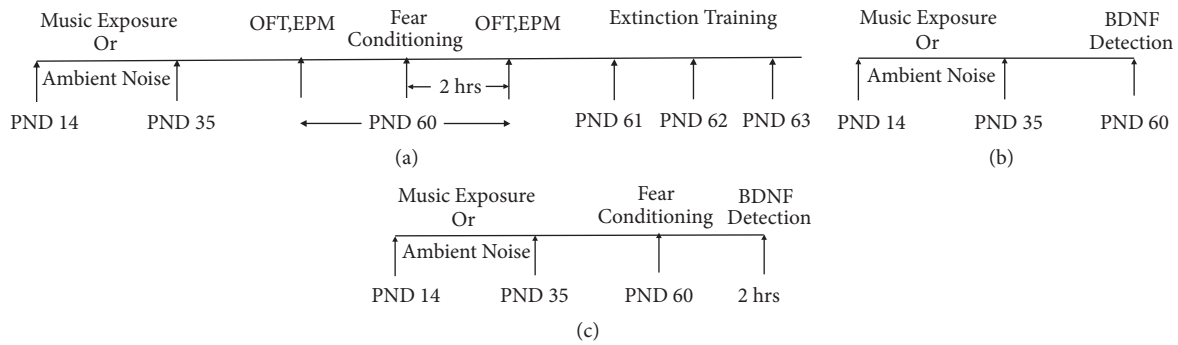 Music Exposure
Or
Ambient Noise
OFT,EPM
Fear
Conditioning
OFT,EPM
Extinction Training
2 hrs
PND 14
PND 35
PND 60
PND 61
PND 62
PND 63
(a)
Music Exposure
Or
Ambient Noise
BDNF
Detection
PND 14
PND 35
PND 60
(b)
Music Exposure
Or
Ambient Noise
Fear
Conditioning
BDNF
Detection
PND 14
PND 35
PND 60
2 hrs
(c)